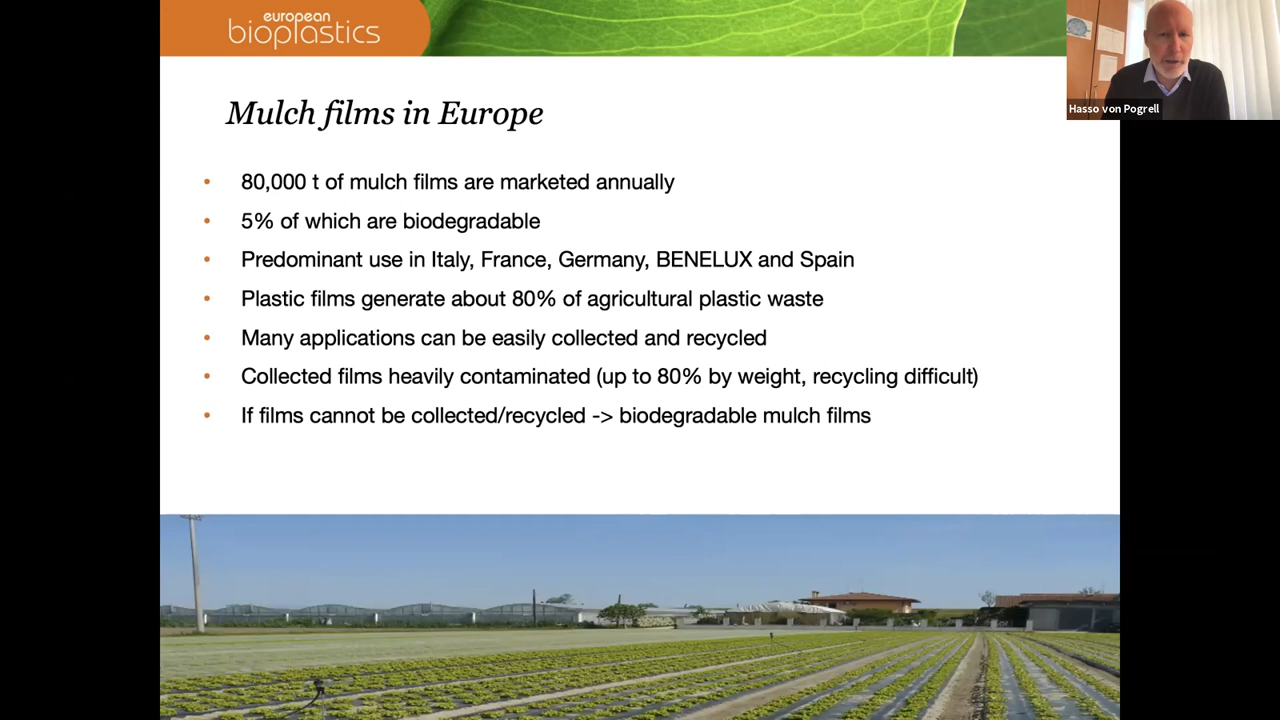 european
bioplastics
Hasso von Pogrell
Mulch films in Europe
• 80,000 t of mulch films are marketed annually
• 5% of which are biodegradable
• Predominant use in Italy, France, Germany, BENELUX and Spain
• Plastic films generate about 80% of agricultural plastic waste
• Many applications can be easily collected and recycled
• Collected films heavily contaminated (up to 80% by weight, recycling difficult)
• If films cannot be collected/recycled -> biodegradable mulch films